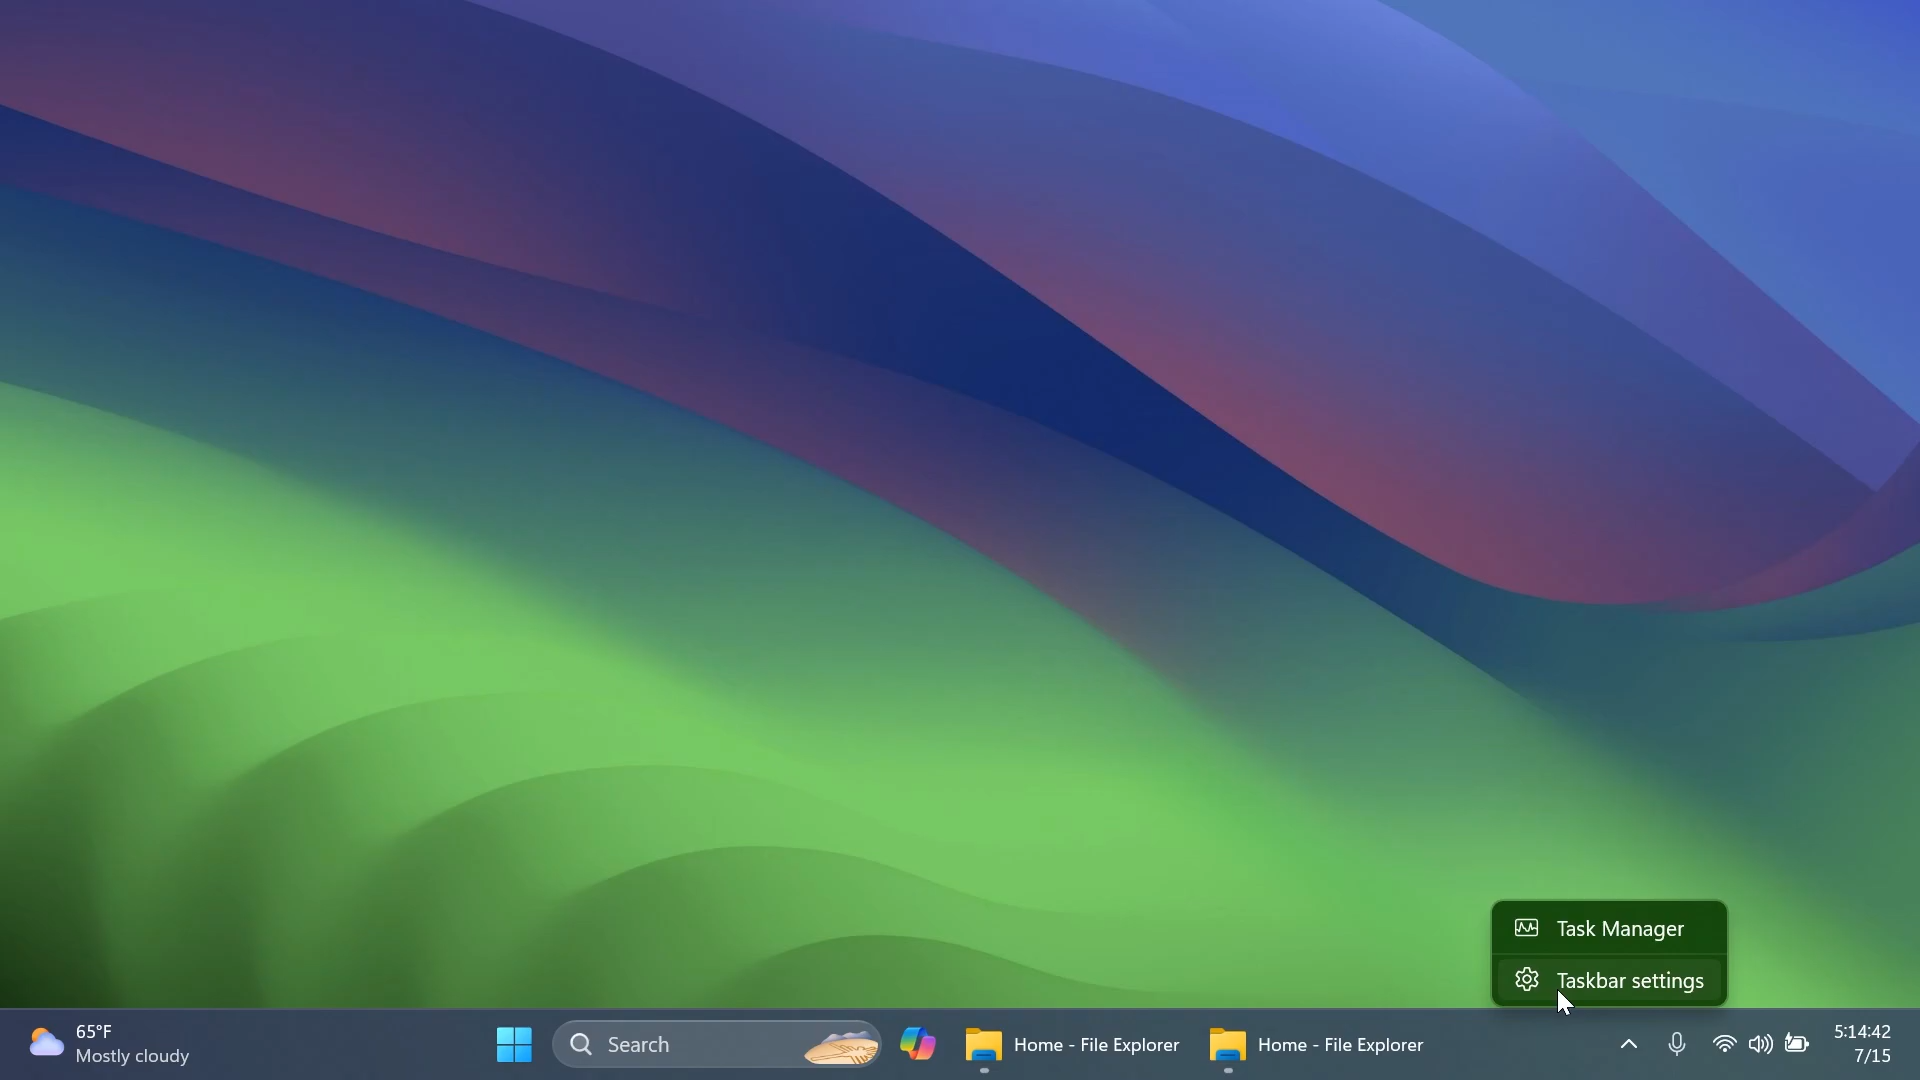 Task Manager
Taskbar settings
65°F
Mostly cloudy
Search
Home - File Explorer
Home - File Explorer
5:14:42
7/15